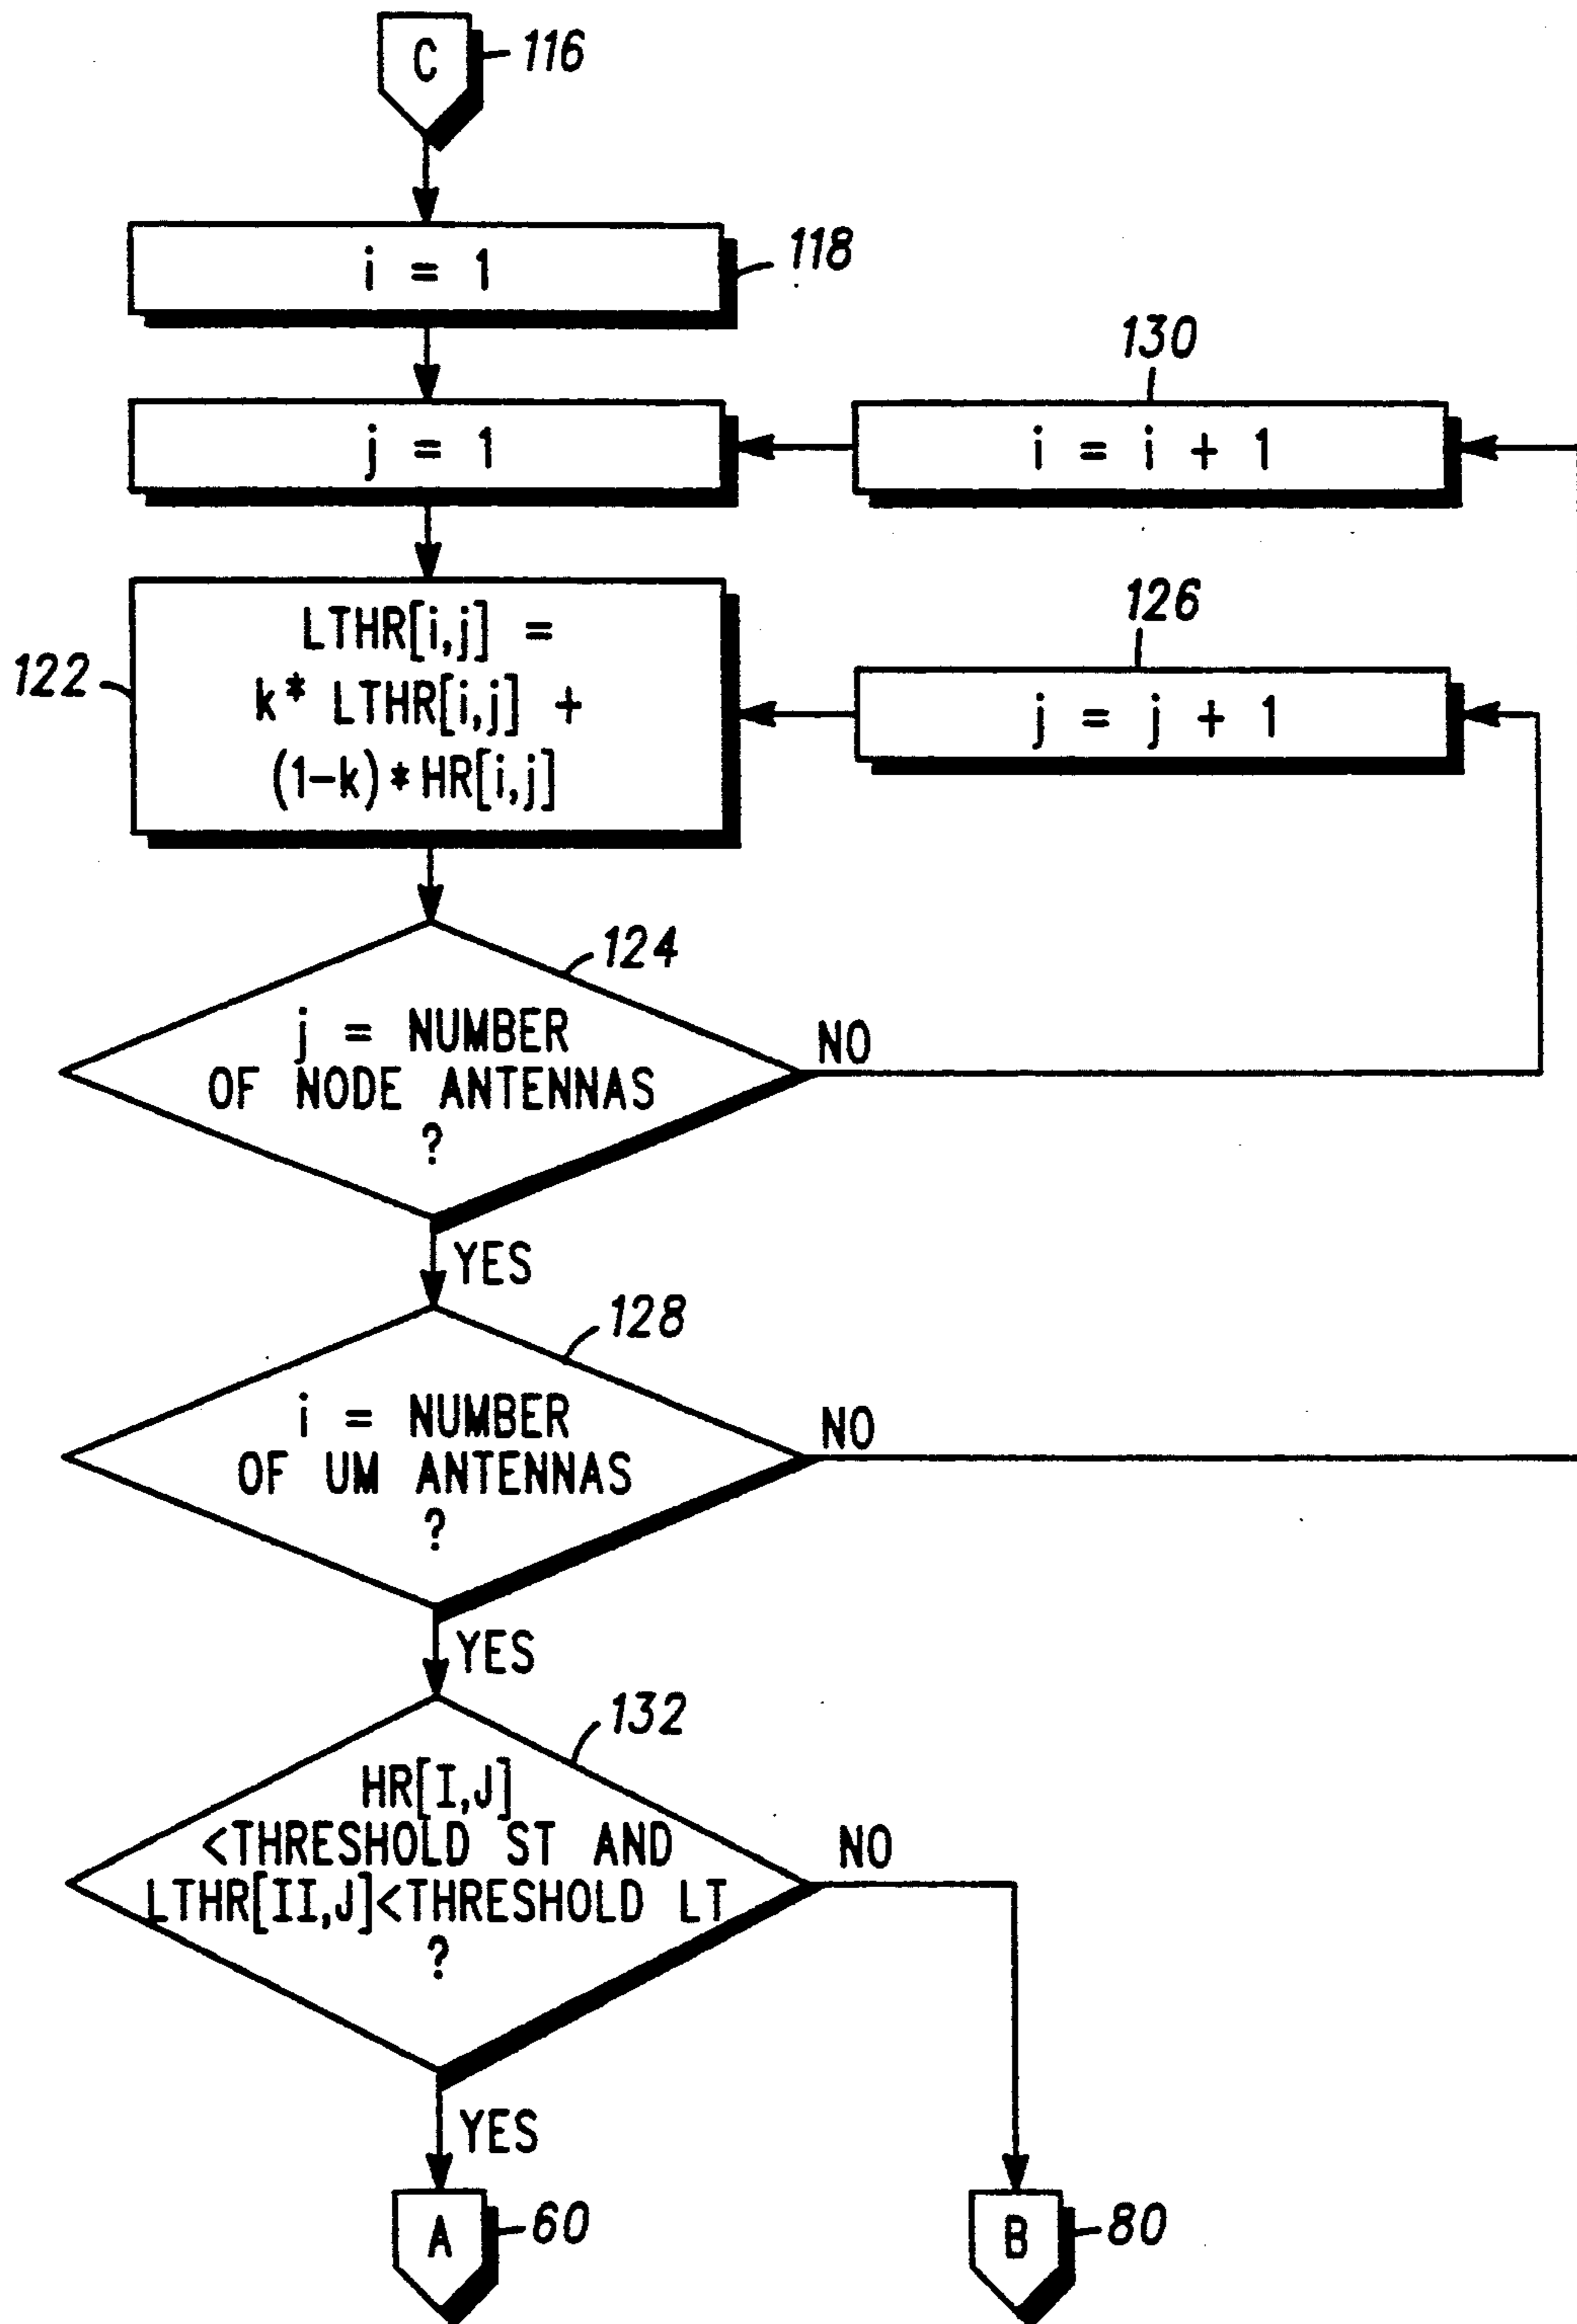 C
116
i = 1
118
130
j = 1
i = i + 1
126
122
LTHR[i,j] =
k* LTHR[i,j] +
(1-k)*HR[i,j]
j = j + 1
124
j = NUMBER
OF NODE ANTENNAS
?
NO
YES
128
i = NUMBER
OF UM ANTENNAS
?
NO
YES
132
HR[I,J]
<THRESHOLD ST AND
LTHR[II,J]<THRESHOLD LT
?
NO
YES
A
60
B
80